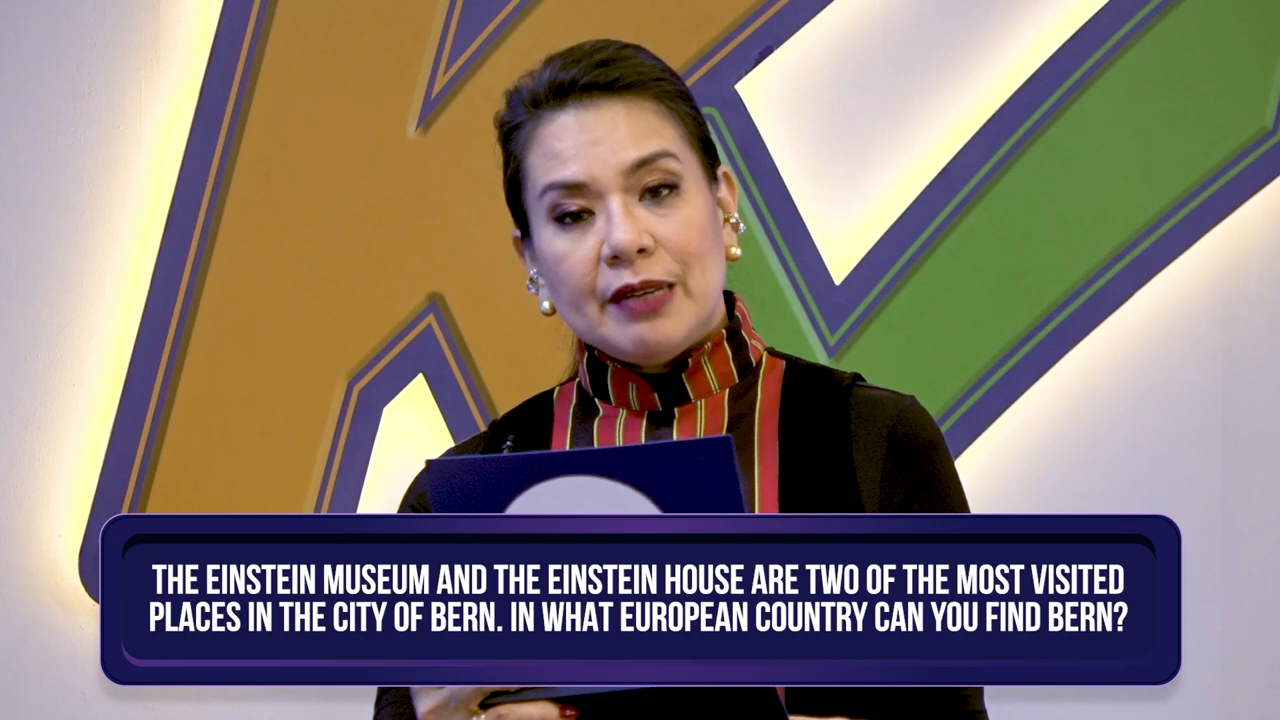 THE EINSTEIN MUSEUM AND THE EINSTEIN HOUSE ARE TWO OF THE MOST VISITED
PLACES IN THE CITY OF BERN. IN WHAT EUROPEAN COUNTRY CAN YOU FIND BERN?